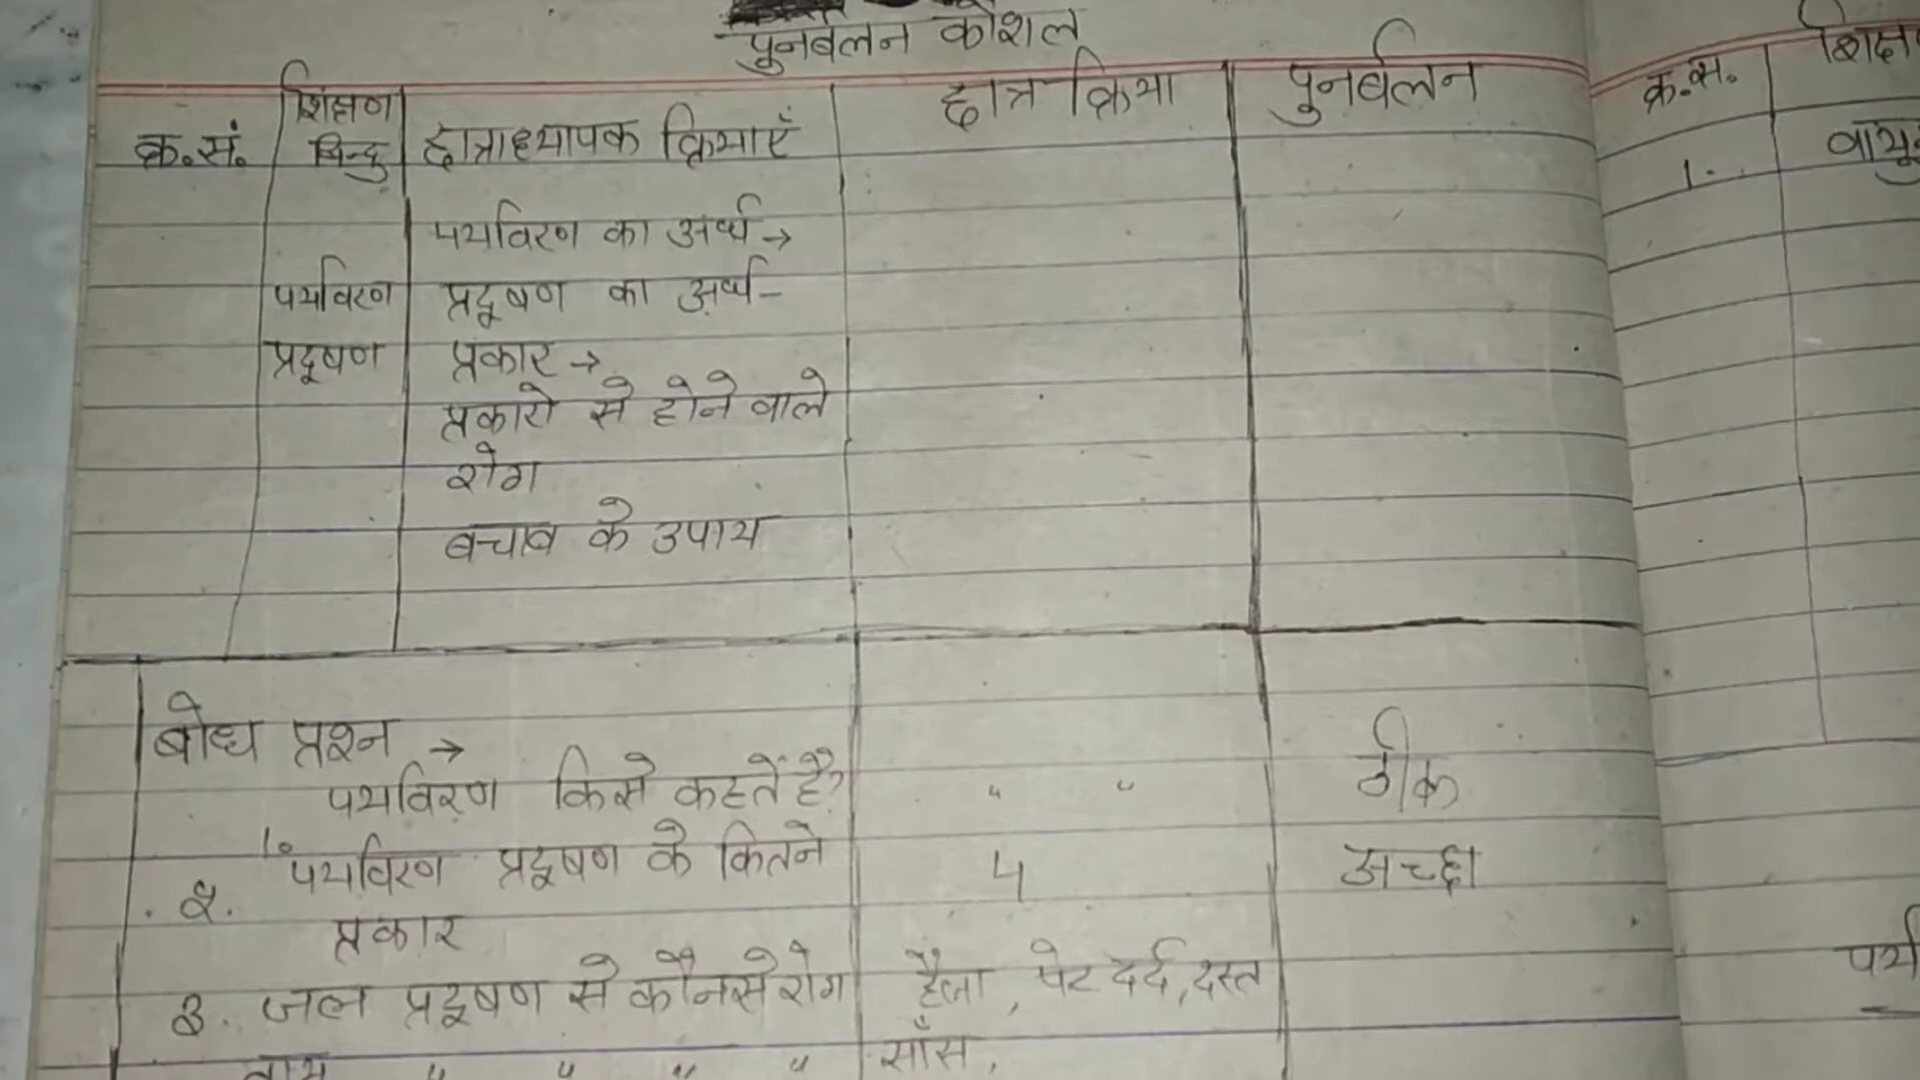 पुनर्बलन कौशल
क्र.सं. शिक्षण बिन्दु छात्राध्यापक क्रियाएँ छात्र क्रिया पुनर्बलन
पर्यावरण का अर्थ →
पर्यावरण प्रदूषण का अर्थ-
प्रदूषण प्रकार →
प्रकारो से होने वाले
रोग
बचाव के उपाय
बोध प्रश्न →
1. पर्यावरण किसे कहतें है? " " ठीक
2. पर्यावरण प्रदूषण के कितने 4 अच्छा
प्रकार
3. जल प्रदूषण से कौनसे रोग हैजा, पेट दर्द, दस्त
" " " " साँस,
क्र.स.
1.